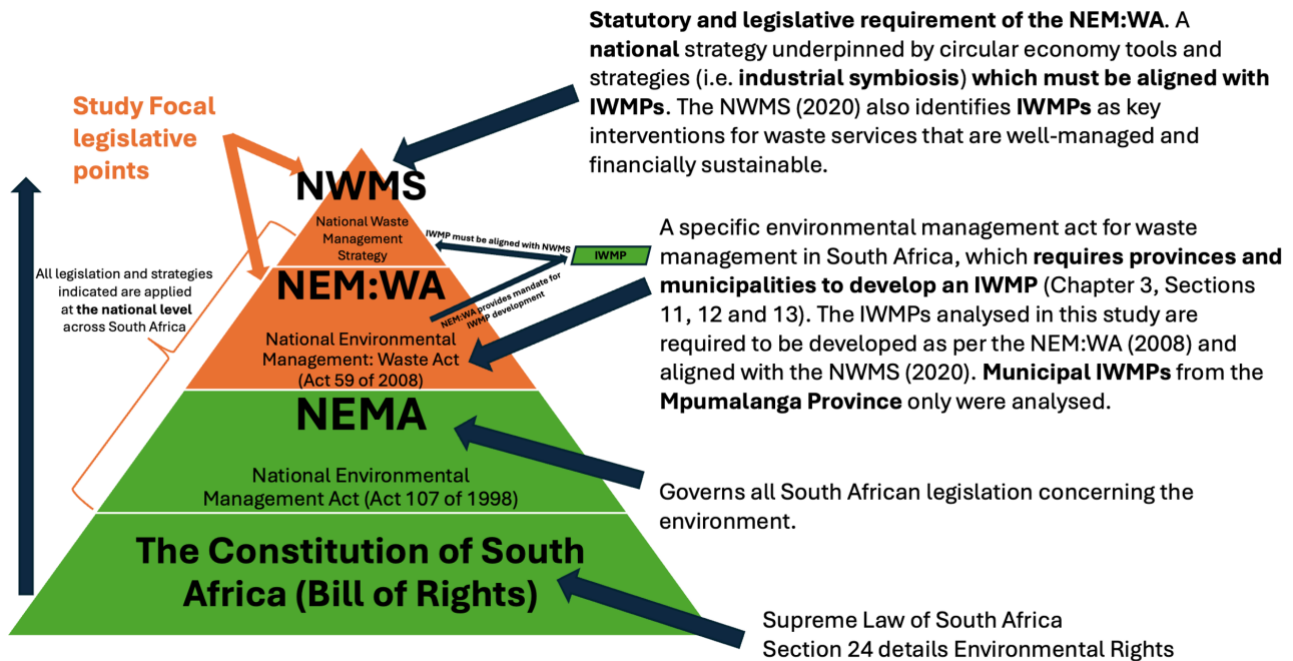 Statutory and legislative requirement of the NEM:WA. A
national strategy underpinned by circular economy tools and
strategies (i.e. industrial symbiosis) which must be aligned with
IWMPs. The NWMS (2020) also identifies IWMPs as key
interventions for waste services that are well-managed and
financially sustainable.
Study Focal
legislative
points
NWMS
National Waste
Management
Strategy
IWMP must be aligned with NWMS
IWMP
NEM:WA provides mandate for
IWMP development
All legislation and strategies
indicated are applied
at the national level
across South Africa
NEM:WA
National Environmental
Management: Waste Act
(Act 59 of 2008)
A specific environmental management act for waste
management in South Africa, which requires provinces and
municipalities to develop an IWMP (Chapter 3, Sections
11, 12 and 13). The IWMPs analysed in this study are
required to be developed as per the NEM:WA (2008) and
aligned with the NWMS (2020). Municipal IWMPs from the
Mpumalanga Province only were analysed.
NEMA
National Environmental
Management Act (Act 107 of 1998)
Governs all South African legislation concerning the
environment.
The Constitution of South
Africa (Bill of Rights)
Supreme Law of South Africa
Section 24 details Environmental Rights